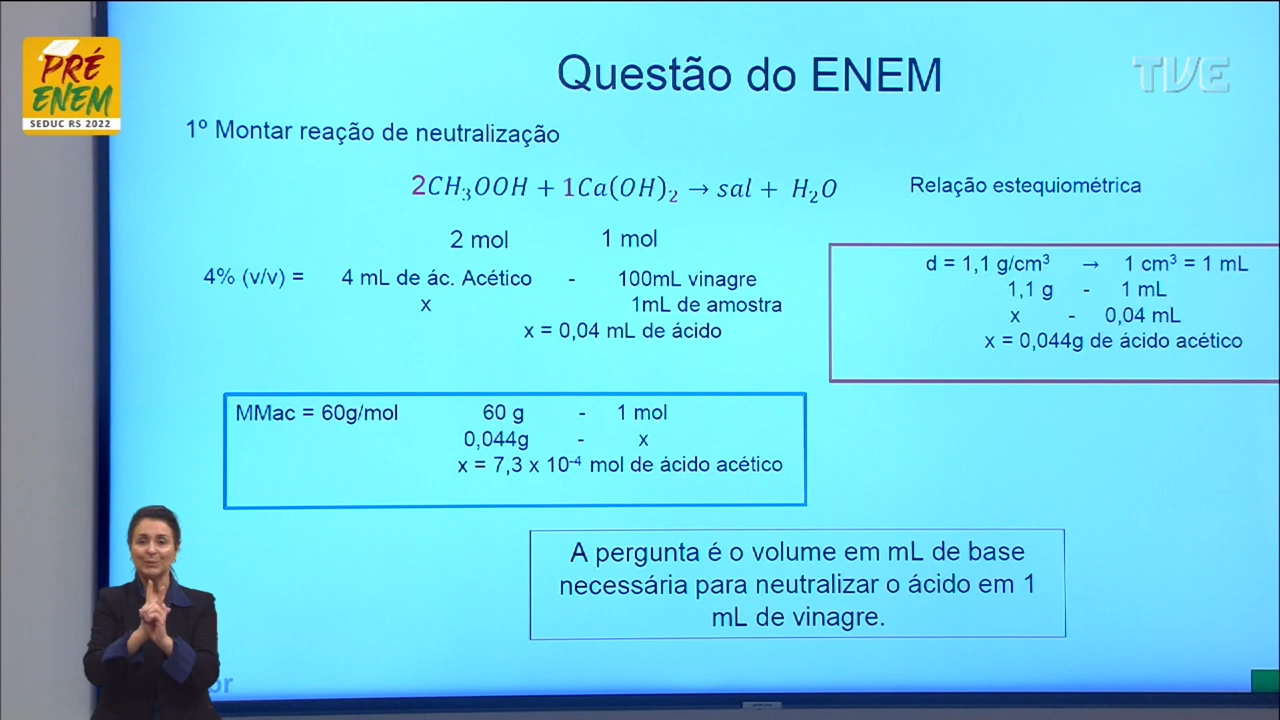 PRÉ
ENEM
SEDUC RS 2022
TVE
Questão do ENEM
1º Montar reação de neutralização
2CH₃OOH + 1Ca(OH)₂ → sal + H₂O
Relação estequiométrica
2 mol 1 mol
4% (v/v) = 4 mL de ác. Acético - 100mL vinagre
x 1mL de amostra
x = 0,04 mL de ácido
d = 1,1 g/cm³ → 1 cm³ = 1 mL
1,1 g - 1 mL
x - 0,04 mL
x = 0,044g de ácido acético
MMac = 60g/mol 60 g - 1 mol
0,044g - x
x = 7,3 x 10⁻⁴ mol de ácido acético
A pergunta é o volume em mL de base
necessária para neutralizar o ácido em 1
mL de vinagre.